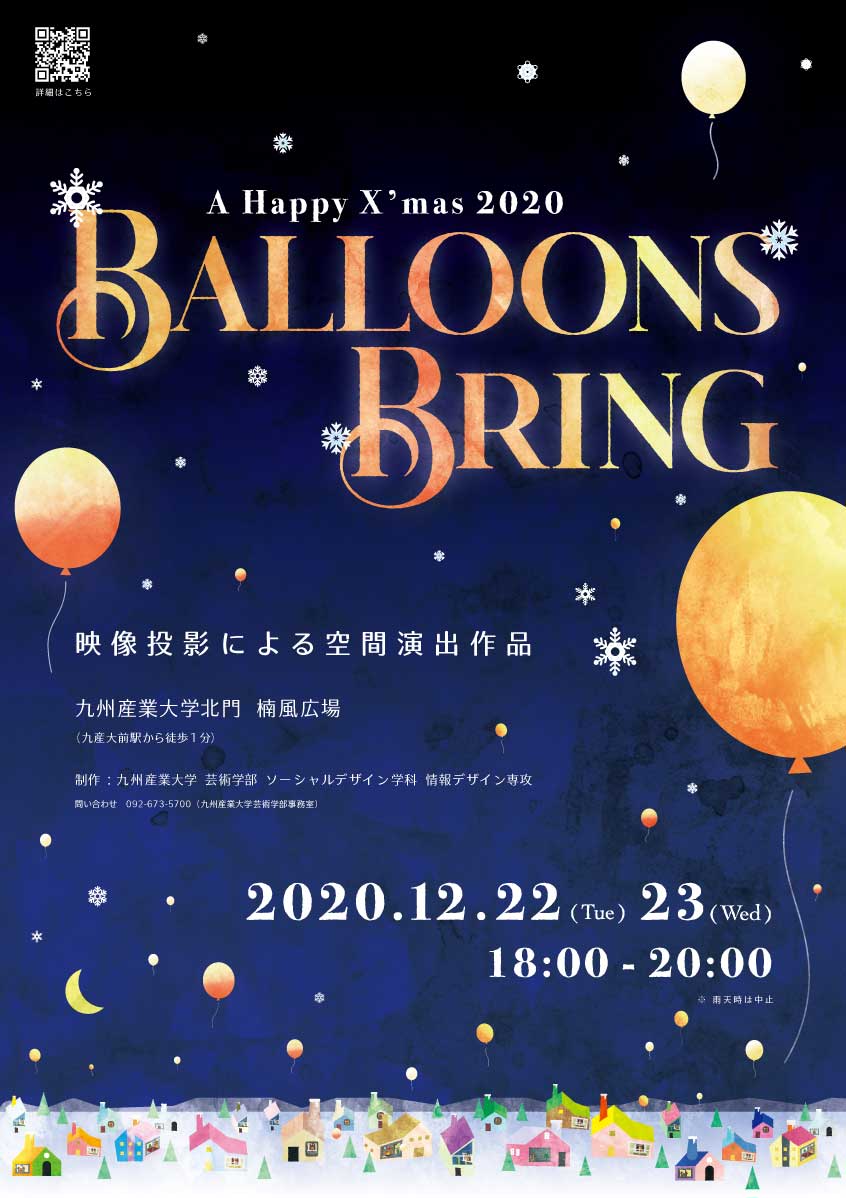 詳細はこちら
A Happy X’mas 2020
BALLOONS
BRING
映像投影による空間演出作品
九州産業大学北門 楠風広場
（九産大前駅から徒歩1分）
制作：九州産業大学 芸術学部 ソーシャルデザイン学科 情報デザイン専攻
問い合わせ 092-673-5700（九州産業大学芸術学部事務室）
2020.12.22(Tue) 23(Wed)
18:00 - 20:00
※ 雨天時は中止